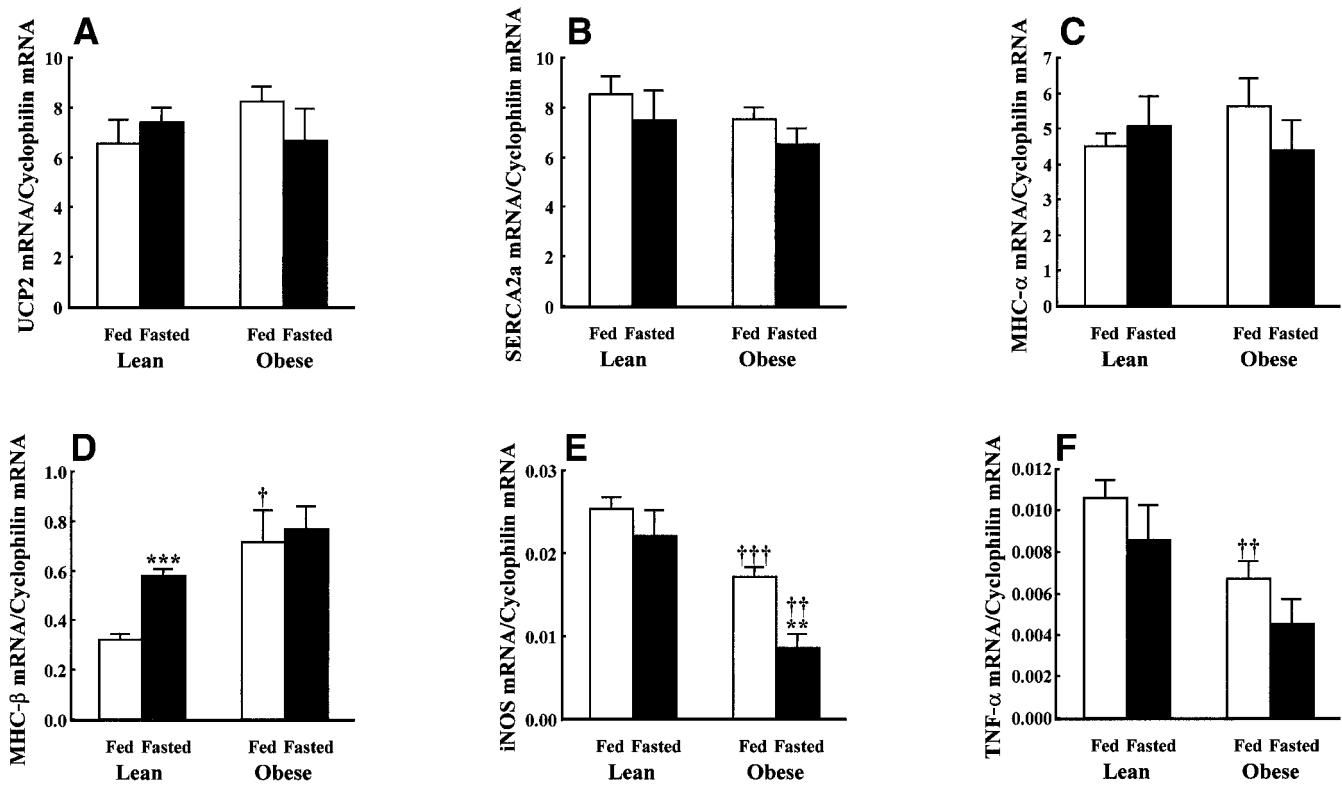 A
UCP2 mRNA/Cyclophilin mRNA
10
8
6
4
2
0
Fed Fasted Fed Fasted
Lean Obese
B
SERCA2a mRNA/Cyclophilin mRNA
10
8
6
4
2
0
Fed Fasted Fed Fasted
Lean Obese
C
MHC-α mRNA/Cyclophilin mRNA
7
6
5
4
3
2
1
0
Fed Fasted Fed Fasted
Lean Obese
D
MHC-β mRNA/Cyclophilin mRNA
1.0
0.8
0.6
0.4
0.2
0.0
†
***
Fed Fasted Fed Fasted
Lean Obese
E
iNOS mRNA/Cyclophilin mRNA
0.03
0.02
0.01
0.00
†††
††
**
Fed Fasted Fed Fasted
Lean Obese
F
TNF-α mRNA/Cyclophilin mRNA
0.012
0.010
0.008
0.006
0.004
0.002
0.000
††
Fed Fasted Fed Fasted
Lean Obese